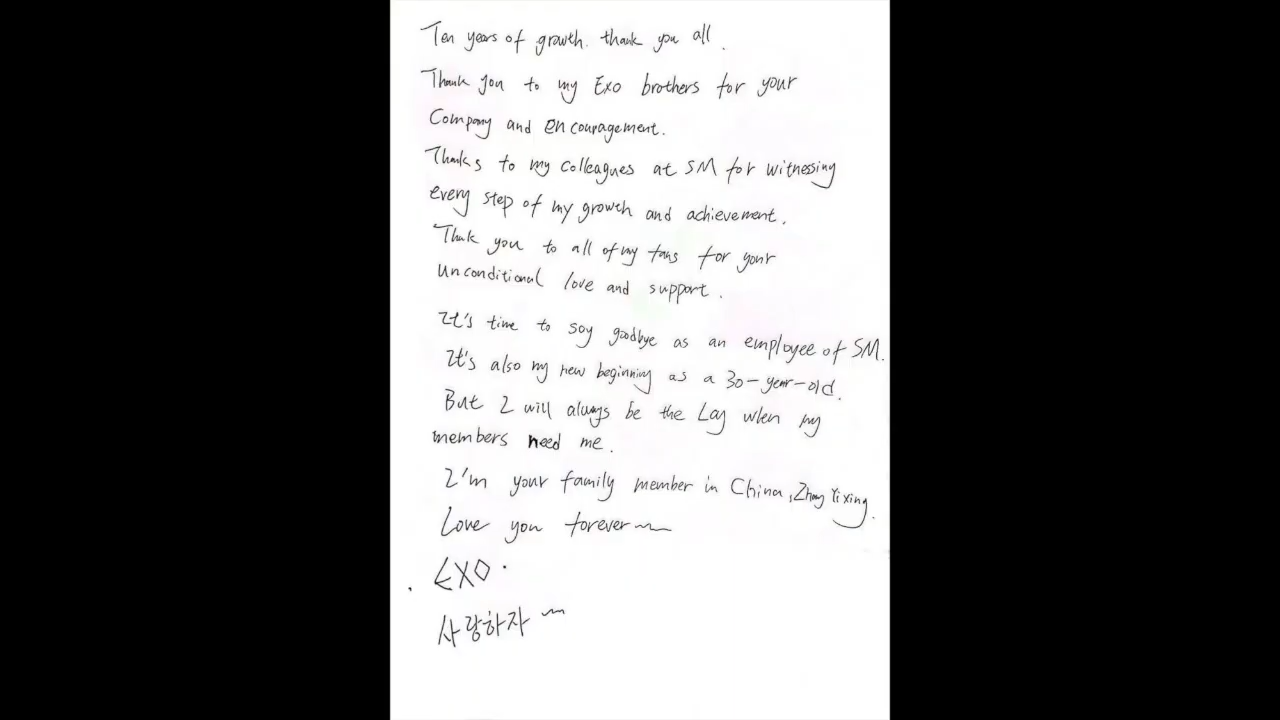 Ten years of growth. thank you all.
Thank you to my Exo brothers for your
Company and encouragement.
Thanks to my colleagues at SM for witnessing
every step of my growth and achievement.
Thak you to all of my fans for your
unconditional love and support.
It's time to say goodbye as an employee of SM.
It's also my new beginning as a 30-year-old.
But I will always be the Lay when my
members need me.
I'm your family member in China, Zhang Yixing.
Love you forever~~
EXO.
사랑하자 ~